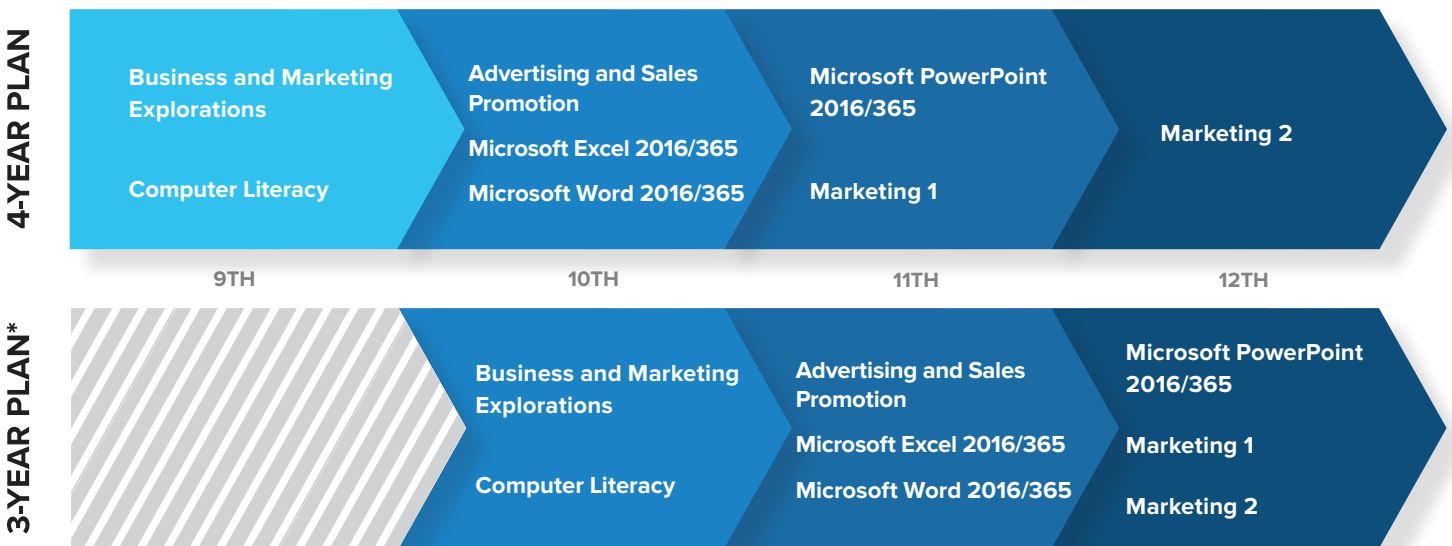 4-YEAR PLAN
Business and Marketing
Explorations
Computer Literacy
Advertising and Sales
Promotion
Microsoft Excel 2016/365
Microsoft Word 2016/365
Microsoft PowerPoint
2016/365
Marketing 1
Marketing 2
9TH
10TH
11TH
12TH
3-YEAR PLAN*
Business and Marketing
Explorations
Computer Literacy
Advertising and Sales
Promotion
Microsoft Excel 2016/365
Microsoft Word 2016/365
Microsoft PowerPoint
2016/365
Marketing 1
Marketing 2